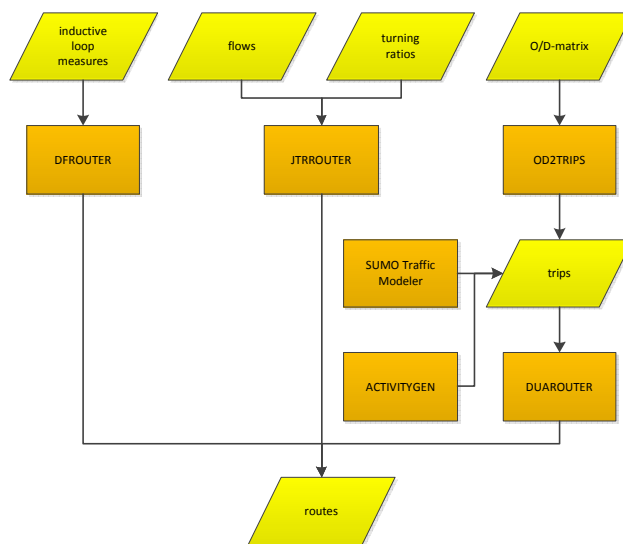 inductive
loop
measures
flows
turning
ratios
O/D-matrix
DFROUTER
JTRROUTER
OD2TRIPS
SUMO Traffic
Modeler
trips
ACTIVITYGEN
DUAROUTER
routes